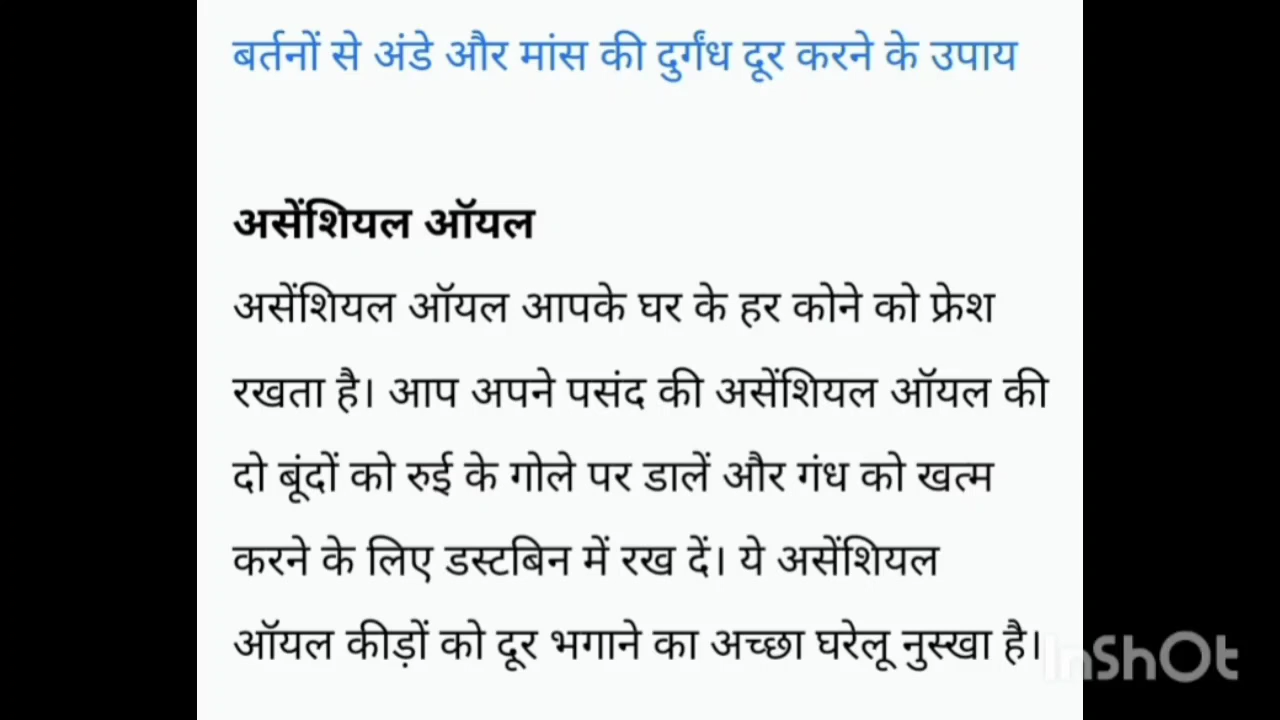 बर्तनों से अंडे और मांस की दुर्गंध दूर करने के उपाय
असेंशियल ऑयल
असेंशियल ऑयल आपके घर के हर कोने को फ्रेश
रखता है। आप अपने पसंद की असेंशियल ऑयल की
दो बूंदों को रुई के गोले पर डालें और गंध को खत्म
करने के लिए डस्टबिन में रख दें। ये असेंशियल
ऑयल कीड़ों को दूर भगाने का अच्छा घरेलू नुस्खा है।
InShOt